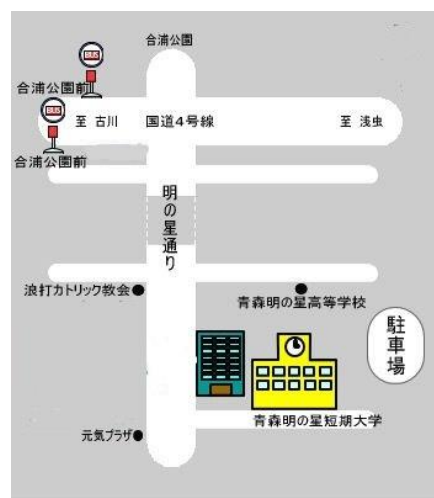 合浦公園
BUS
合浦公園前
BUS
至 古川
国道4号線
至 浅虫
合浦公園前
明の星通り
浪打カトリック教会
青森明の星高等学校
駐車場
青森明の星短期大学
元気プラザ